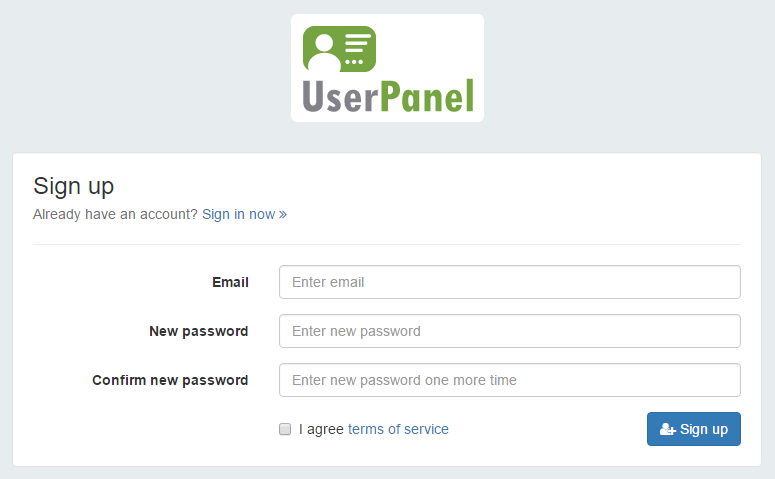 UserPanel
Sign up
Already have an account? Sign in now »
Email
Enter email
New password
Enter new password
Confirm new password
Enter new password one more time
I agree terms of service
Sign up